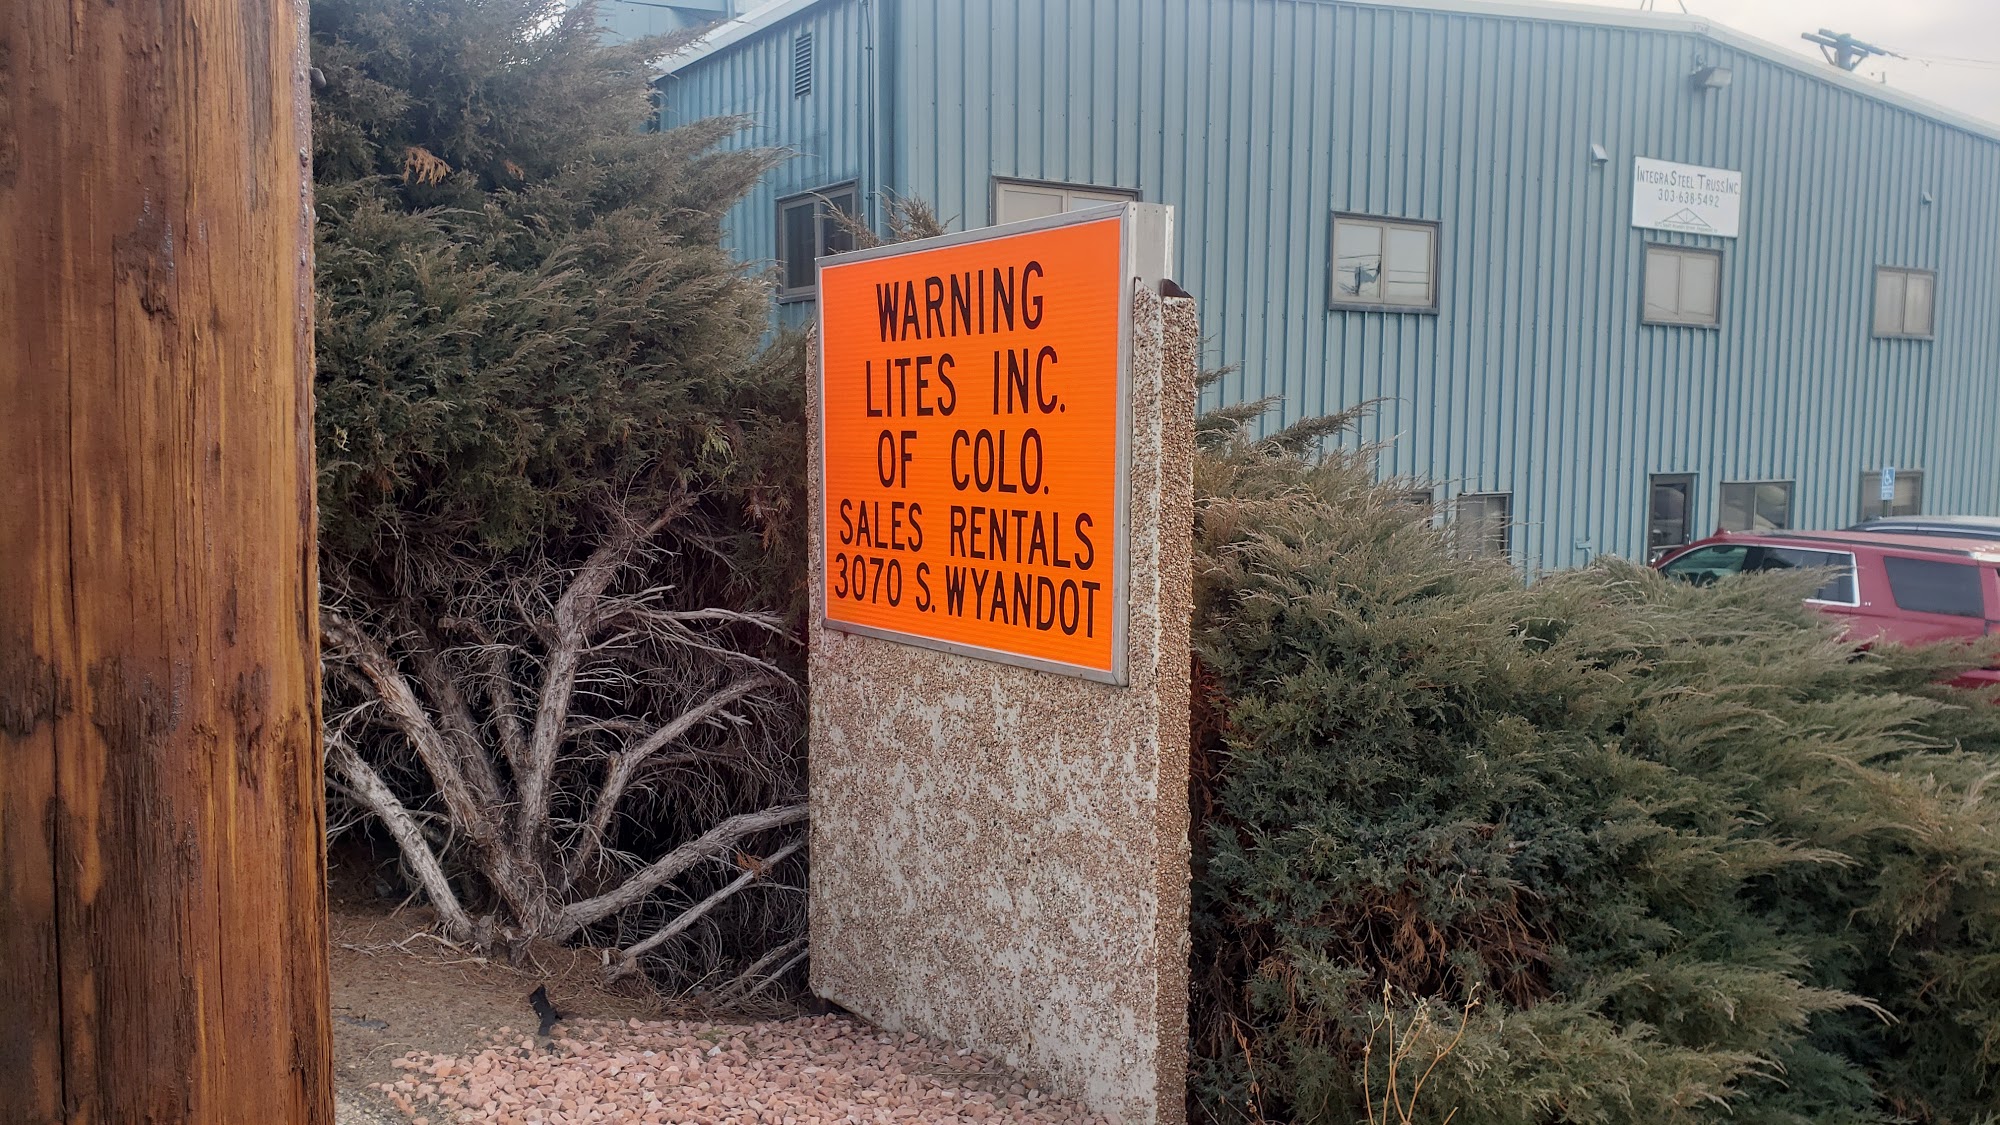 WARNING
LITES INC.
OF COLO.
SALES RENTALS
3070 S. WYANDOT
INTEGRA STEEL TRUSS, INC.
303-638-5492